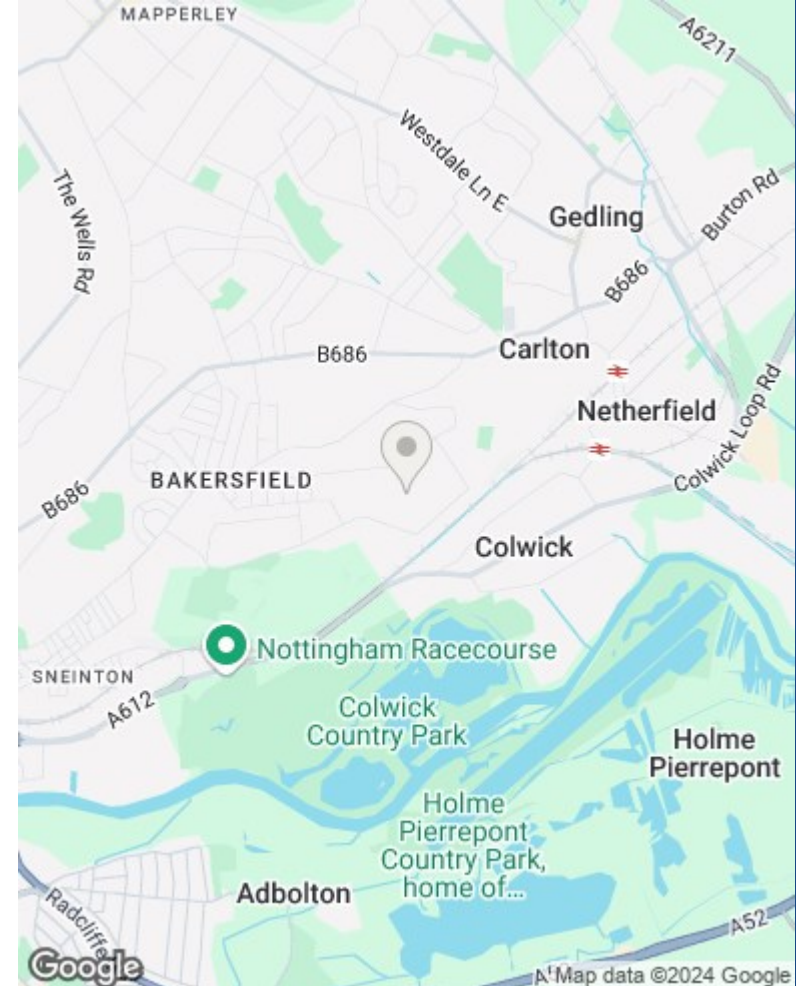 MAPPERLEY
A6211
Westdale Ln E
The Wells Rd
Gedling
Burton Rd
B686
B686
Carlton
Netherfield
Colwick Loop Rd
BAKERSFIELD
B686
Colwick
Nottingham Racecourse
SNEINTON
A612
Colwick
Country Park
Holme
Pierrepont
Holme
Pierrepont
Country Park,
home of...
Adbolton
A52
Google
Map data ©2024 Google